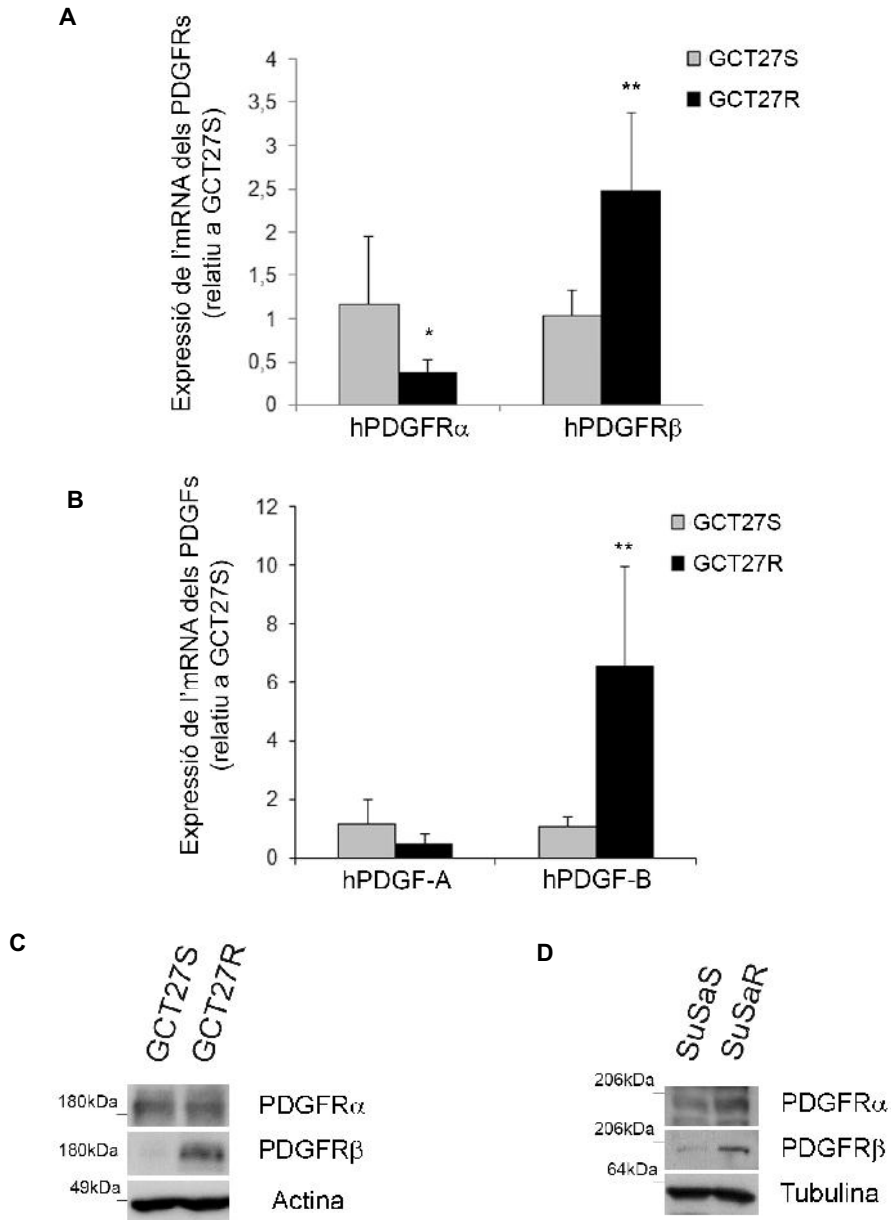 A
Expressió de l'mRNA dels PDGFRs
(relatiu a GCT27S)
4
3,5
3
2,5
2
1,5
1
0,5
0
*
**
hPDGFRα
hPDGFRβ
GCT27S
GCT27R
B
Expressió de l'mRNA dels PDGFs
(relatiu a GCT27S)
12
10
8
6
4
2
0
**
hPDGF-A
hPDGF-B
GCT27S
GCT27R
C
GCT27S
GCT27R
180kDa
PDGFRα
180kDa
PDGFRβ
49kDa
Actina
D
SuSaS
SuSaR
206kDa
PDGFRα
206kDa
PDGFRβ
64kDa
Tubulina